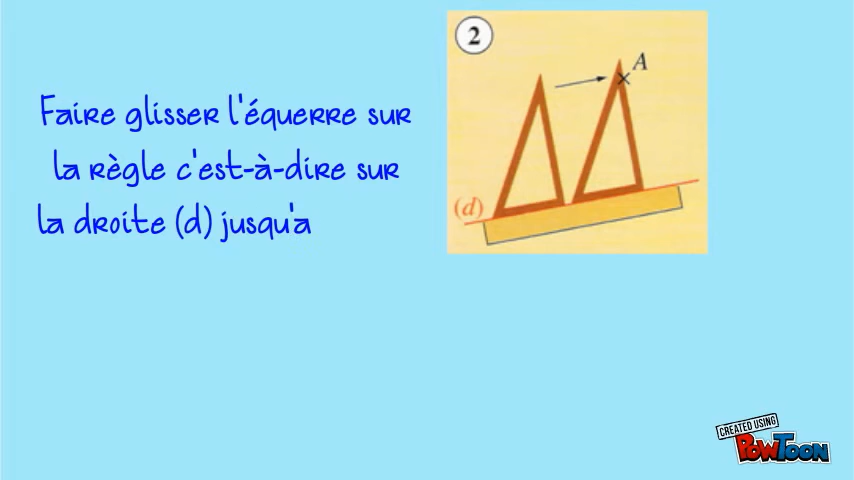 Faire glisser l'équerre sur
la règle c'est-à-dire sur
la droite (d) jusqu'a
2
A
(d)
CREATED USING
POWTOON